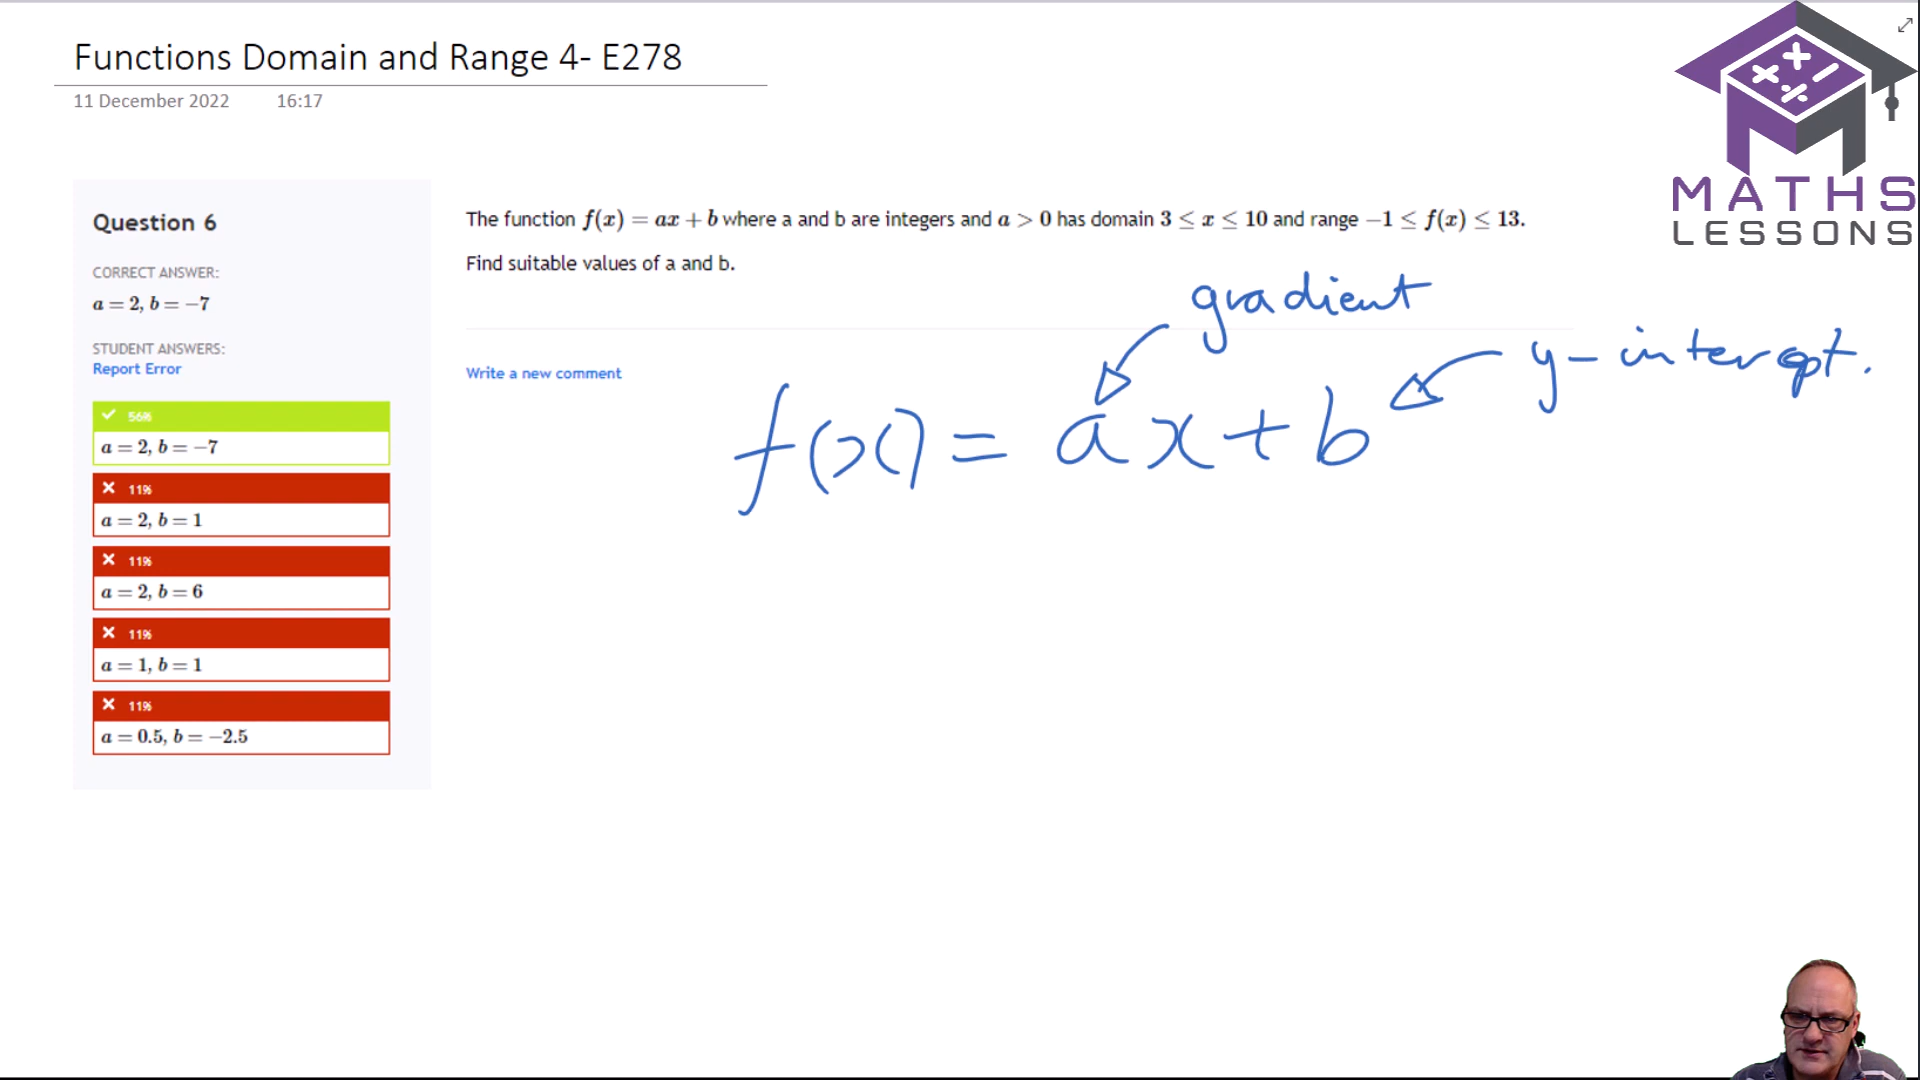 Functions Domain and Range 4- E278
11 December 2022 16:17
MATHS
LESSONS
Question 6
CORRECT ANSWER:
a = 2, b = −7
STUDENT ANSWERS:
Report Error
56%
a = 2, b = −7
11%
a = 2, b = 1
11%
a = 2, b = 6
11%
a = 1, b = 1
11%
a = 0.5, b = −2.5
The function f(x) = ax + b where a and b are integers and a > 0 has domain 3 ≤ x ≤ 10 and range −1 ≤ f(x) ≤ 13.
Find suitable values of a and b.
Write a new comment
gradient
y-intercept.
f(x) = ax + b